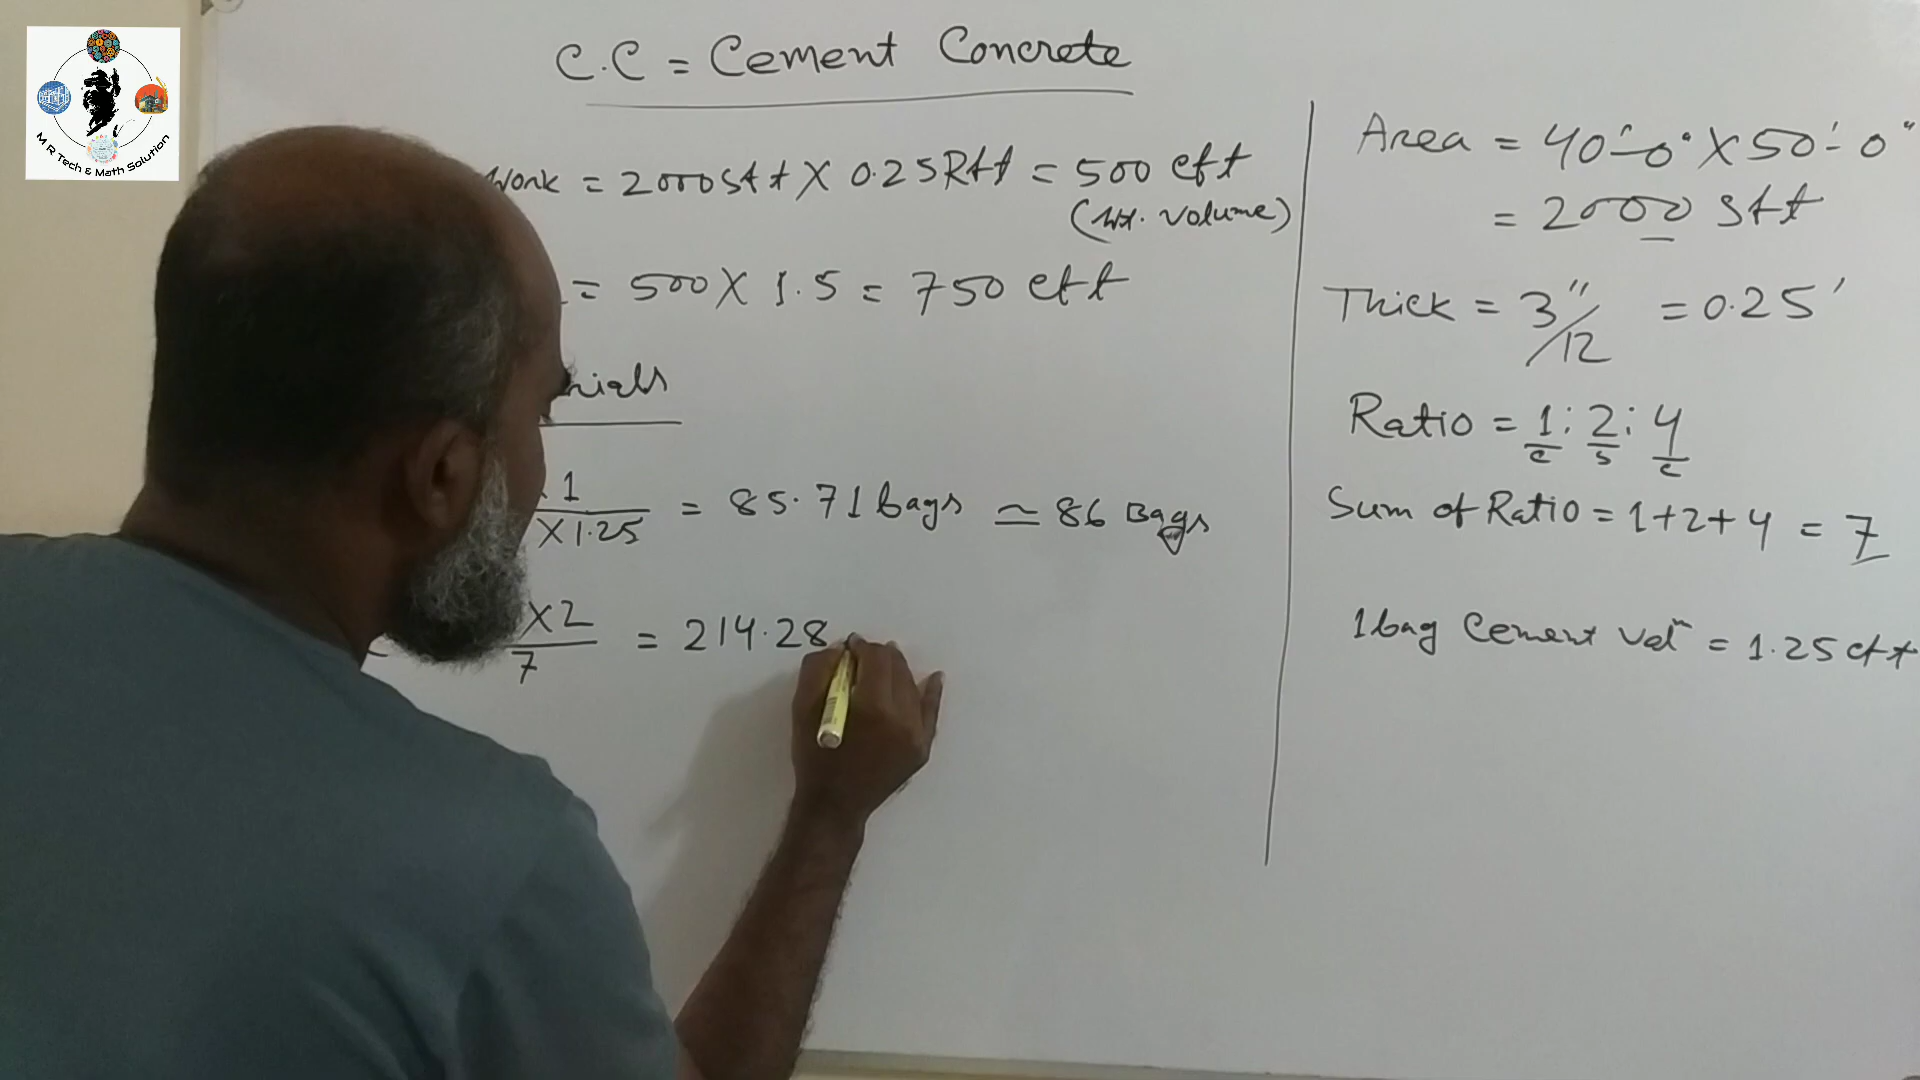 M R Tech & Math Solution
C.C = Cement Concrete
Work = 2000 sft X 0.25 Rft = 500 cft
(Wt. Volume)
= 500 X 1.5 = 750 cft
rials
1
X 1.25 = 85.71 bags ≃ 86 Bags
X 2
7 = 214.28
Area = 40'-0" X 50'-0"
= 2000 sft
Thick = 3"/12 = 0.25'
Ratio = 1 : 2 : 4
c s c
Sum of Ratio = 1+2+4 = 7
1 bag Cement Volᵐ = 1.25 cft